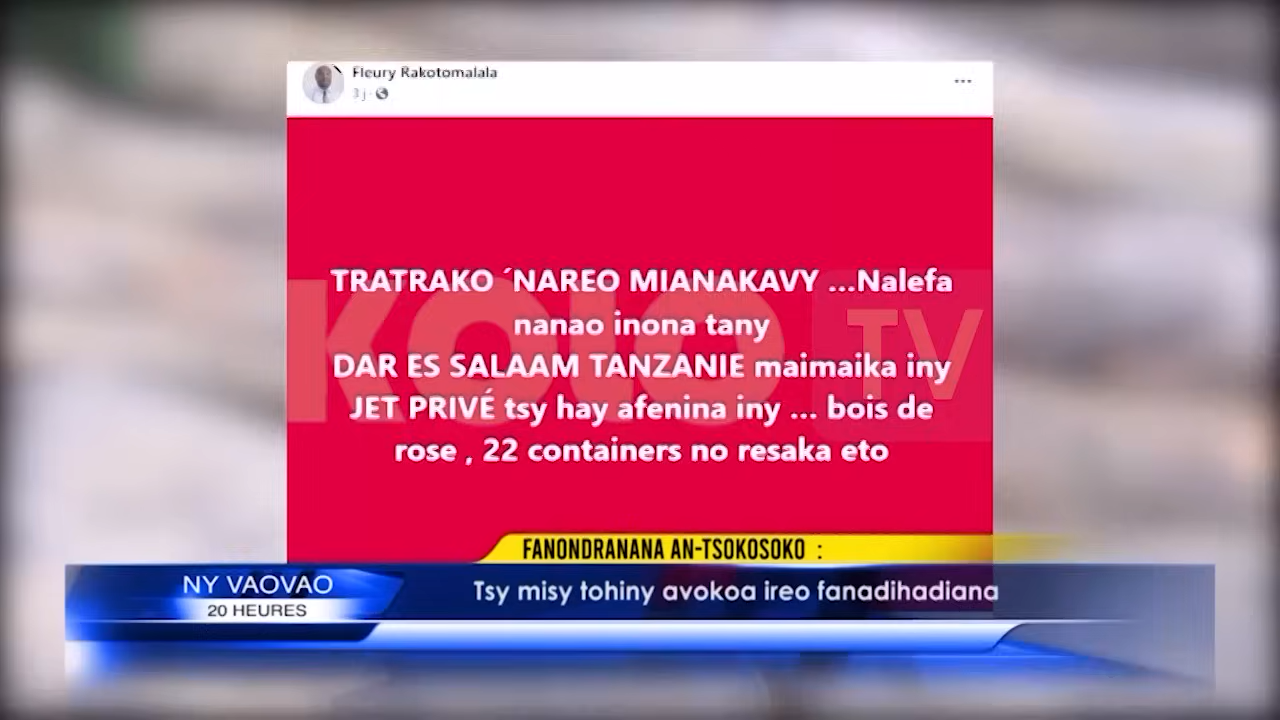 Fleury Rakotomalala
3 j
TRATRAKO ´NAREO MIANAKAVY ...Nalefa
nanao inona tany
DAR ES SALAAM TANZANIE maimaika iny
JET PRIVÉ tsy hay afenina iny ... bois de
rose , 22 containers no resaka eto
KOLO TV
FANONDRANANA AN-TSOKOSOKO :
NY VAOVAO
20 HEURES
Tsy misy tohiny avokoa ireo fanadihadiana